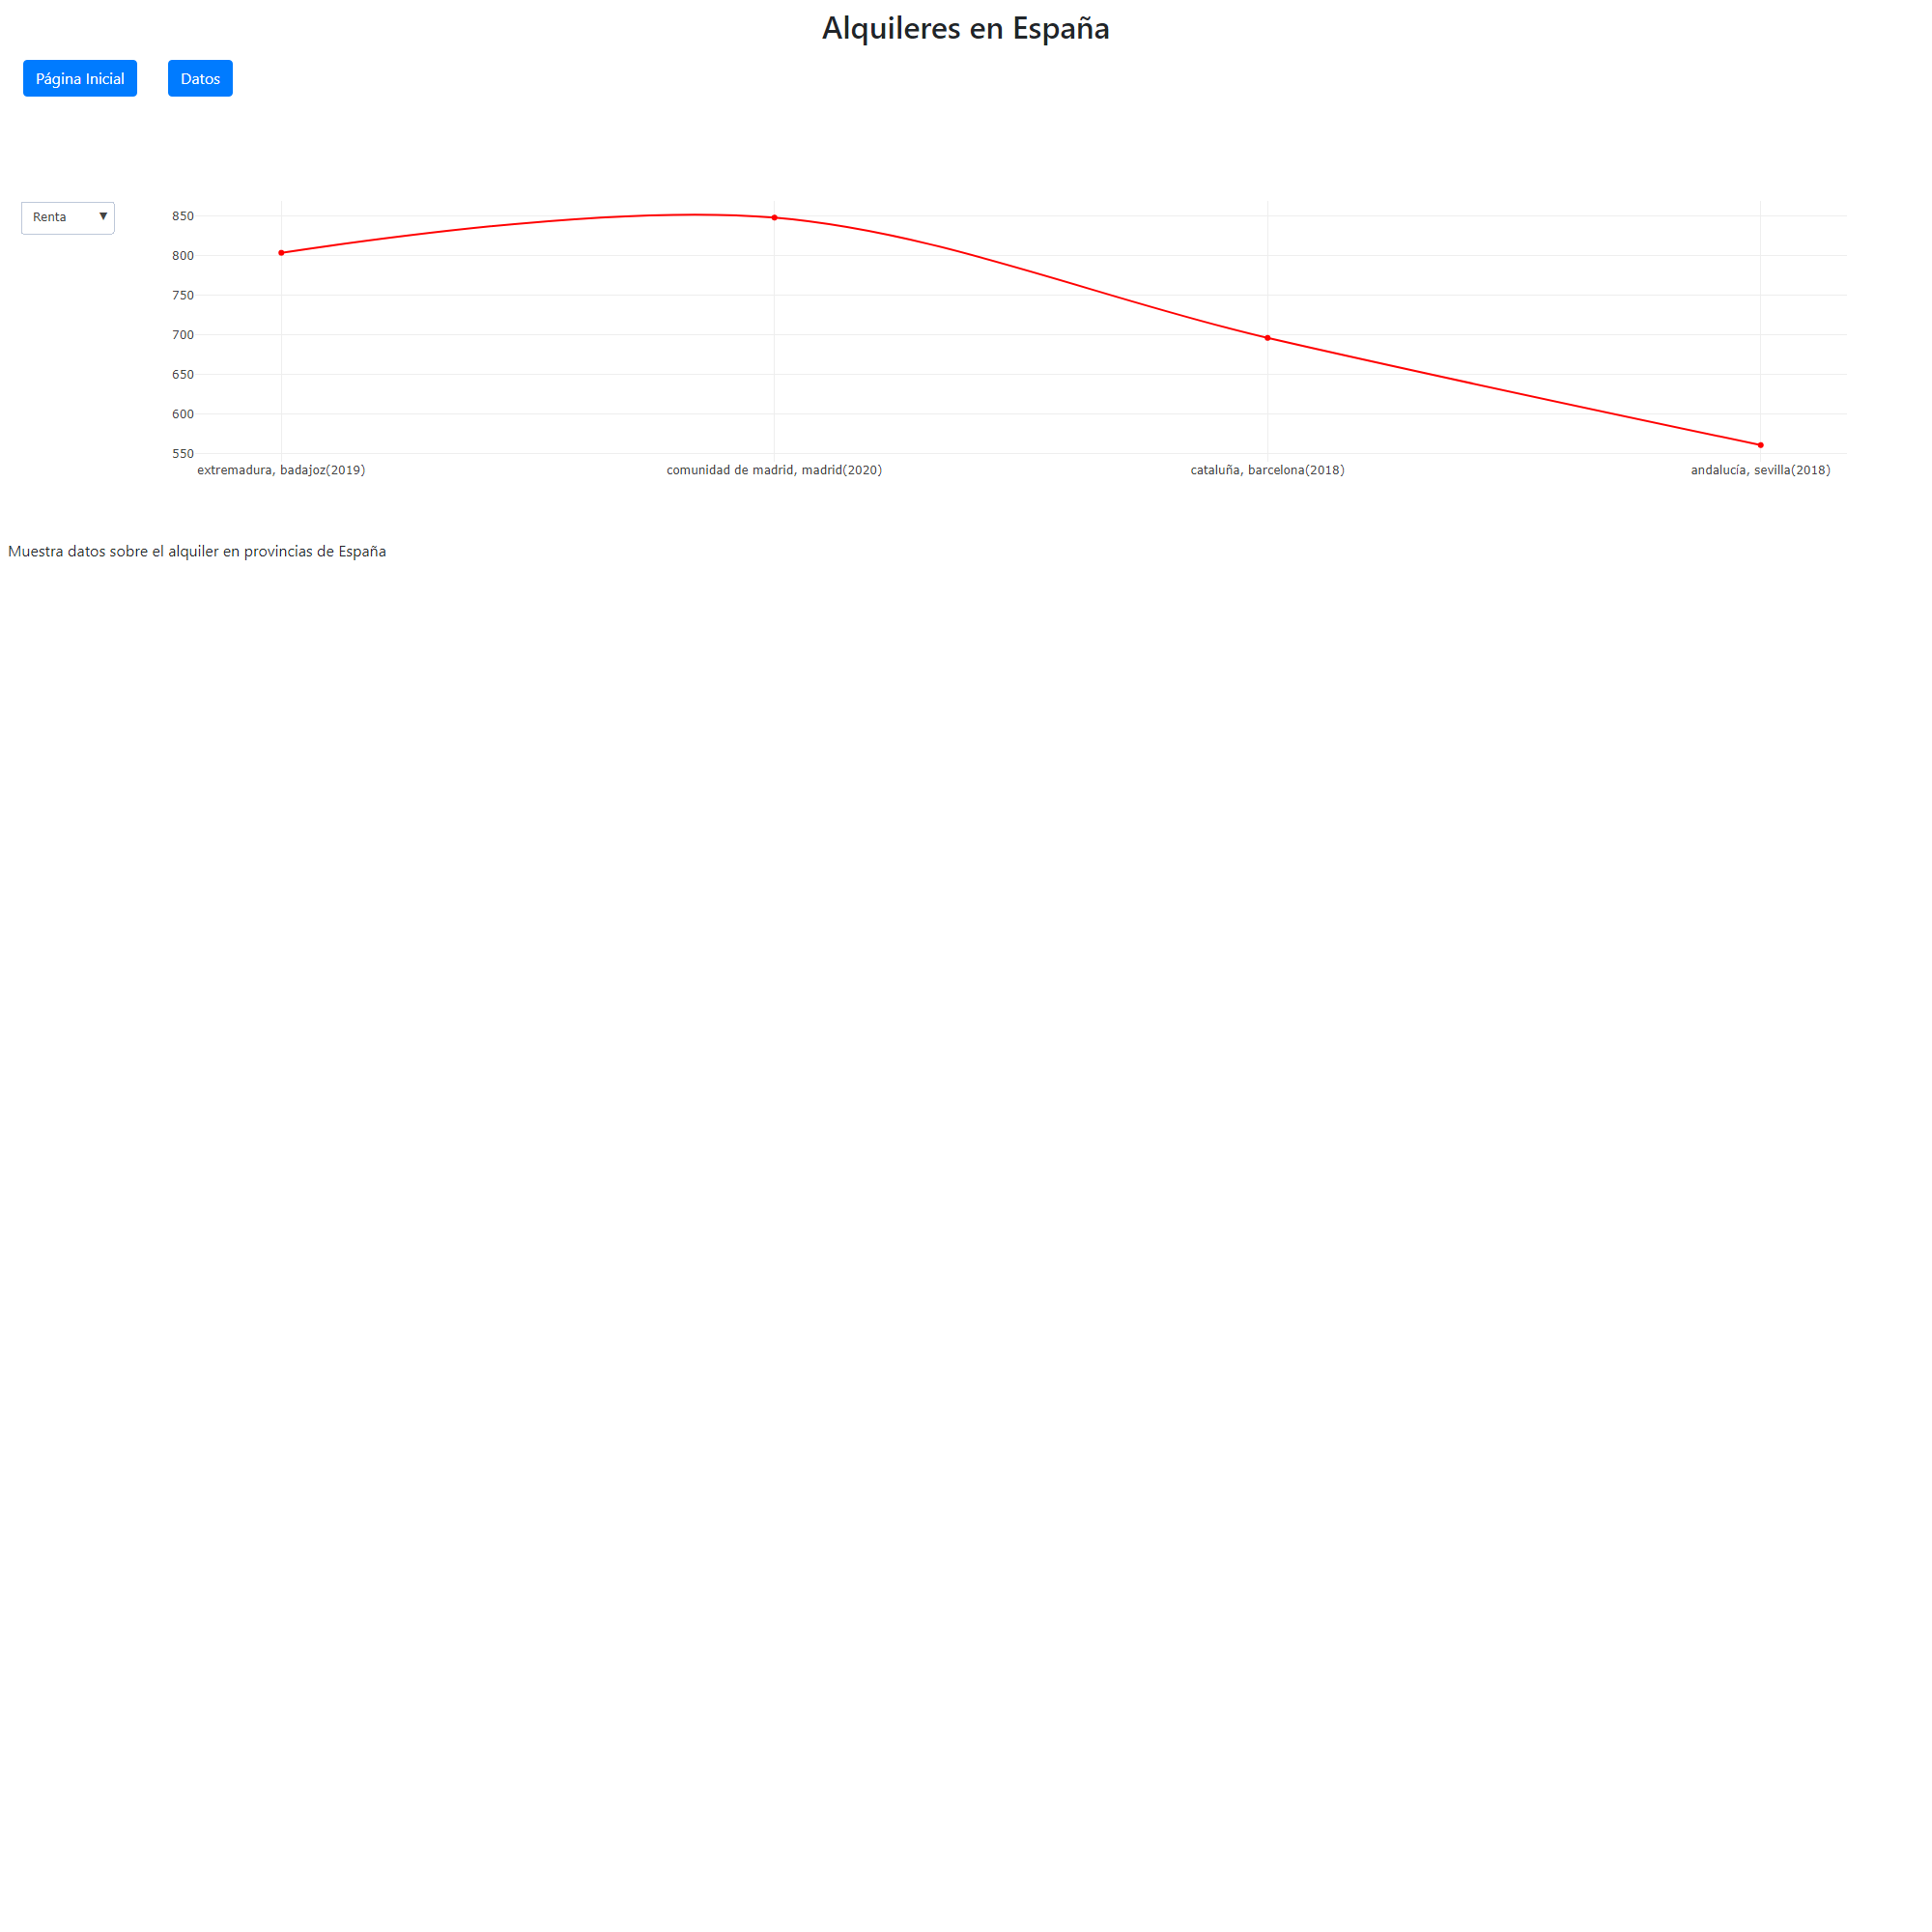 Alquileres en España
Página Inicial
Datos
Renta ▼
850
800
750
700
650
600
550
extremadura, badajoz(2019)
comunidad de madrid, madrid(2020)
cataluña, barcelona(2018)
andalucía, sevilla(2018)
Muestra datos sobre el alquiler en provincias de España